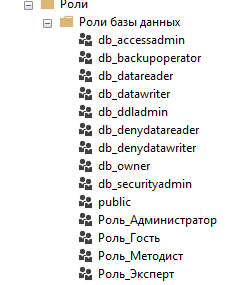 Роли
Роли базы данных
db_accessadmin
db_backupoperator
db_datareader
db_datawriter
db_ddladmin
db_denydatareader
db_denydatawriter
db_owner
db_securityadmin
public
Роль_Администратор
Роль_Гость
Роль_Методист
Роль_Эксперт